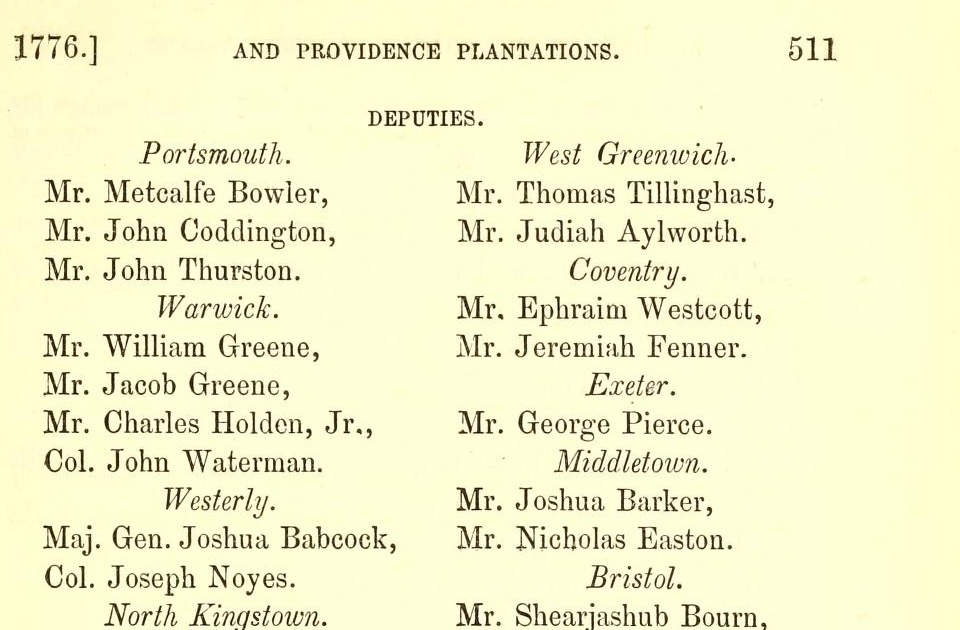 1776.] AND PROVIDENCE PLANTATIONS. 511
DEPUTIES.
Portsmouth.
Mr. Metcalfe Bowler,
Mr. John Coddington,
Mr. John Thurston.
Warwick.
Mr. William Greene,
Mr. Jacob Greene,
Mr. Charles Holden, Jr.,
Col. John Waterman.
Westerly.
Maj. Gen. Joshua Babcock,
Col. Joseph Noyes.
North Kingstown.
West Greenwich.
Mr. Thomas Tillinghast,
Mr. Judiah Aylworth.
Coventry.
Mr. Ephraim Westcott,
Mr. Jeremiah Fenner.
Exeter.
Mr. George Pierce.
Middletown.
Mr. Joshua Barker,
Mr. Nicholas Easton.
Bristol.
Mr. Shearjashub Bourn,